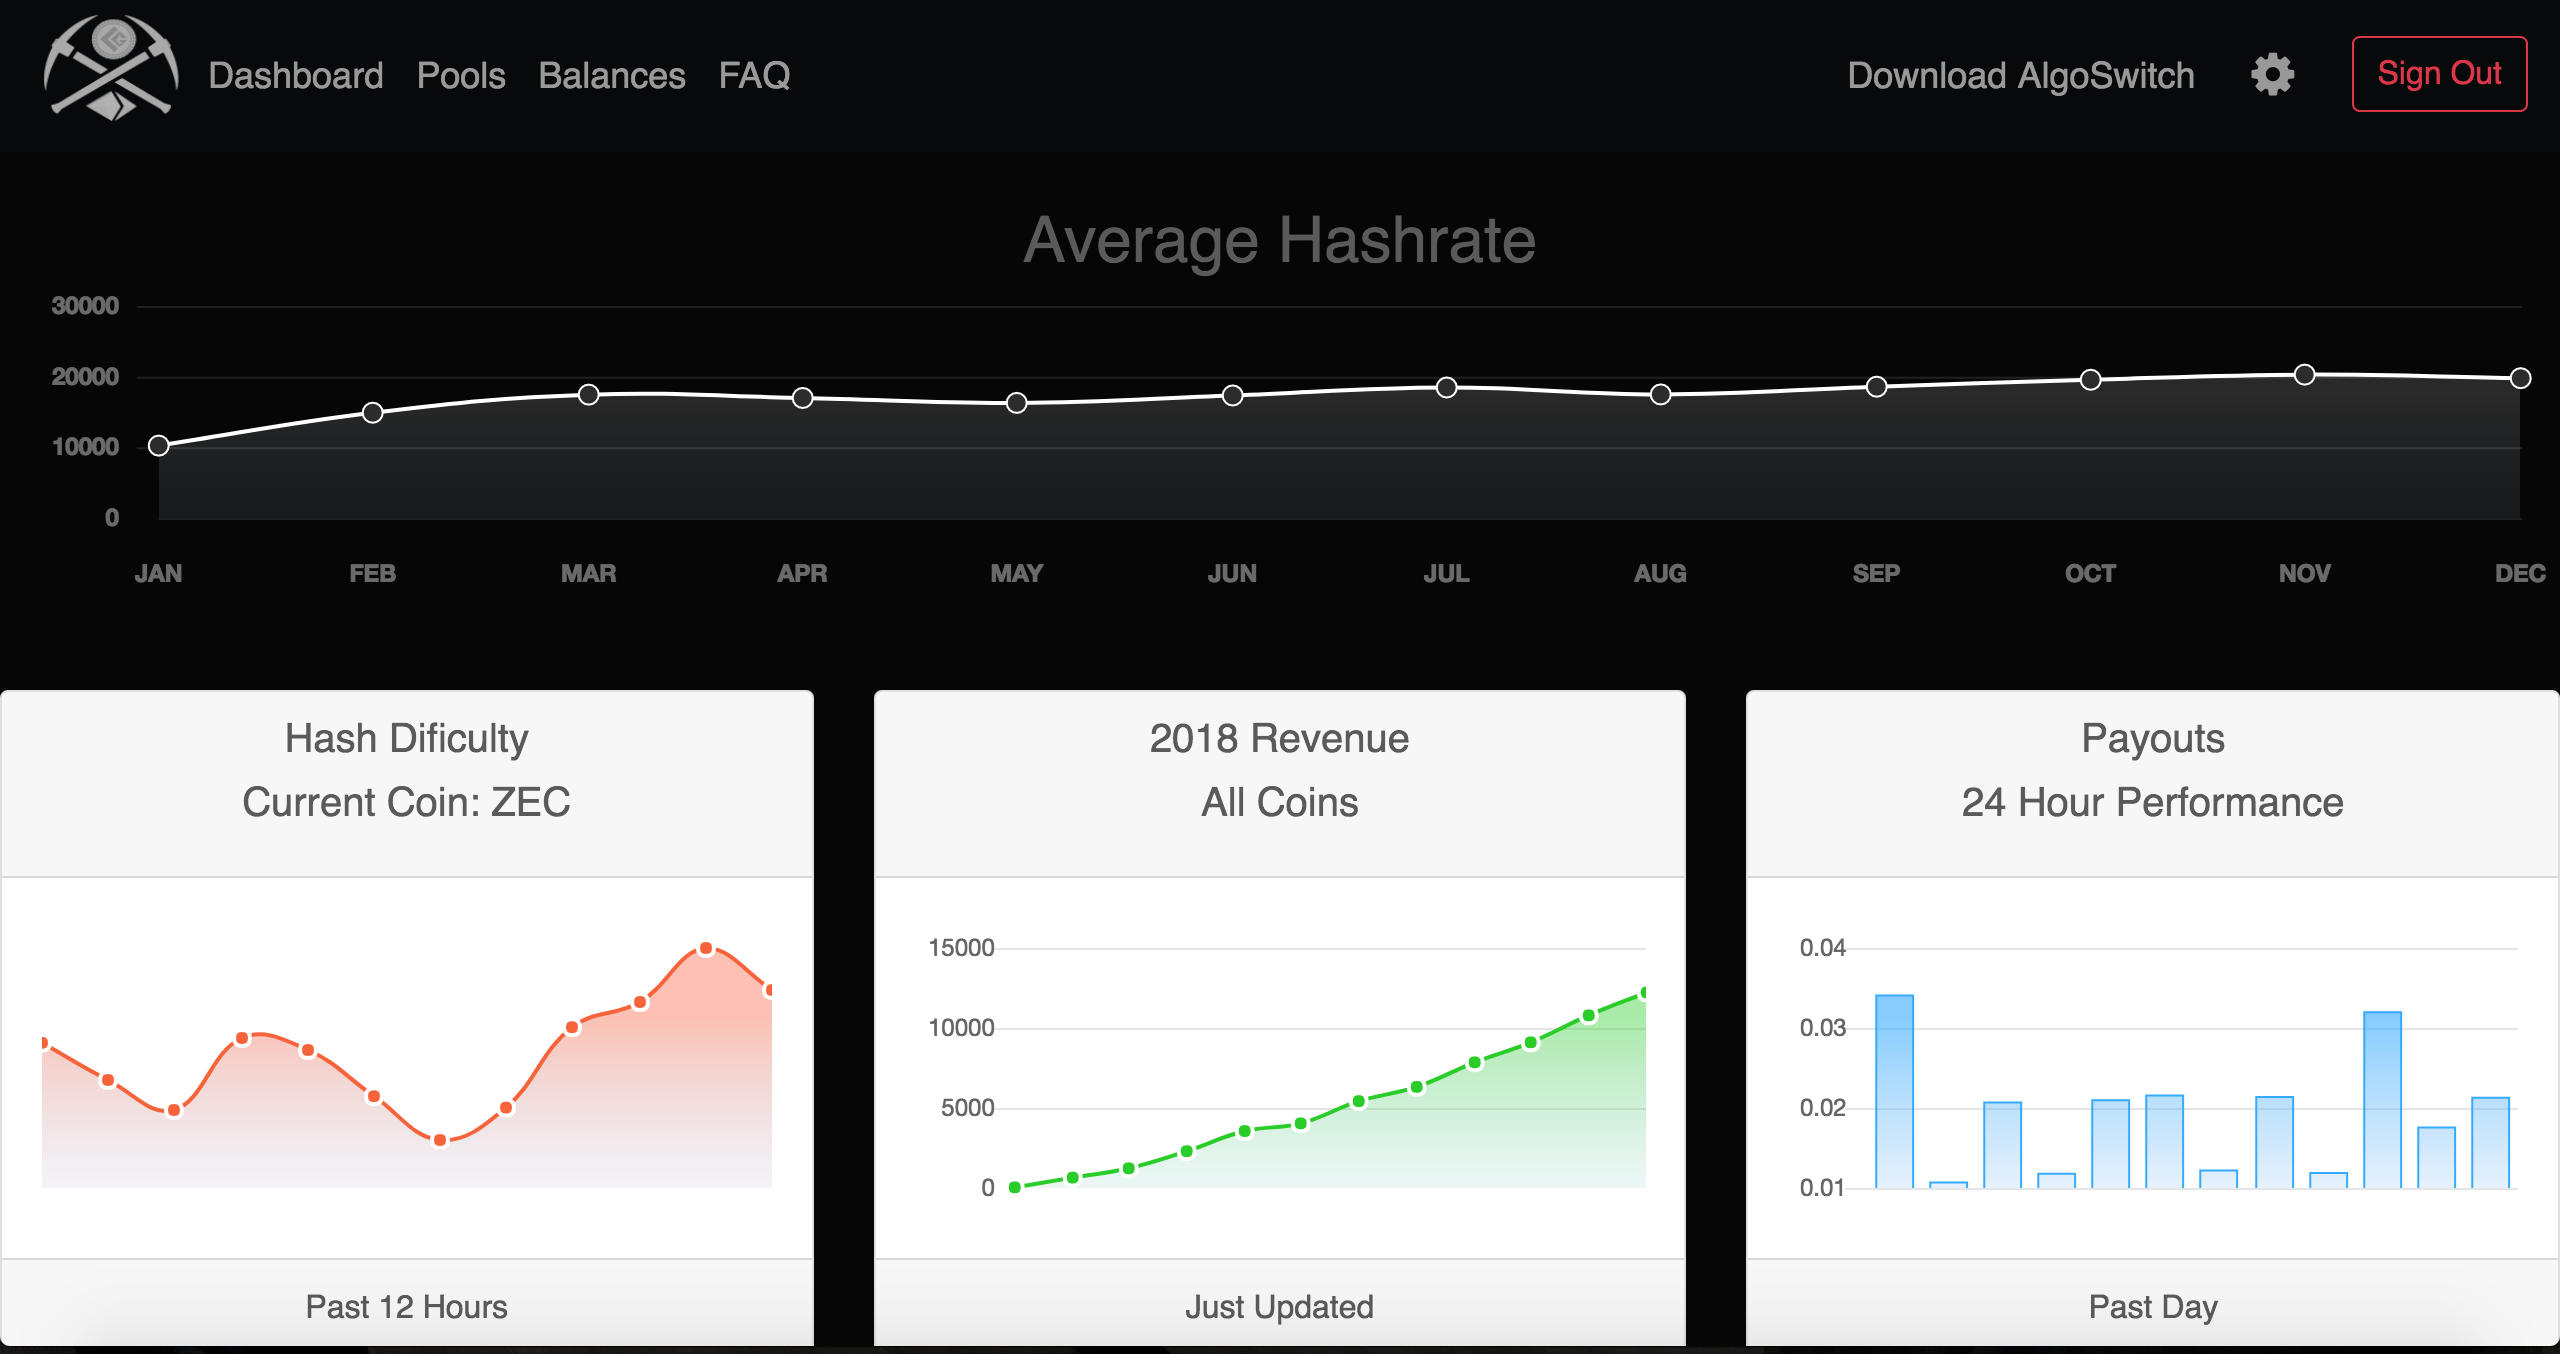 Dashboard Pools Balances FAQ Download AlgoSwitch Sign Out
Average Hashrate
30000
20000
10000
0
JAN FEB MAR APR MAY JUN JUL AUG SEP OCT NOV DEC
Hash Dificulty
Current Coin: ZEC
Past 12 Hours
2018 Revenue
All Coins
15000
10000
5000
0
Just Updated
Payouts
24 Hour Performance
0.04
0.03
0.02
0.01
Past Day